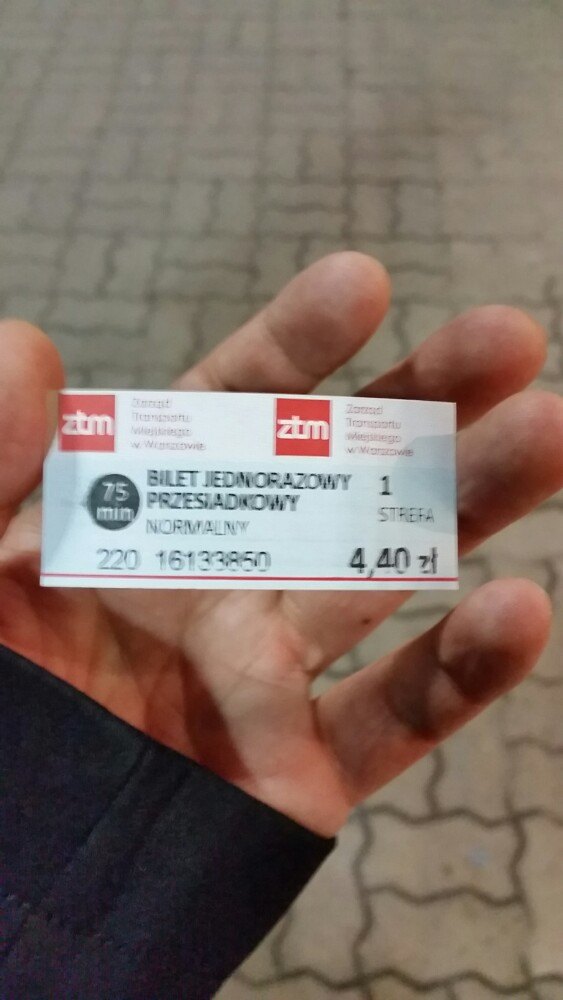 ztm
Zarząd
Transportu
Miejskiego
w Warszawie
ztm
Zarząd
Transportu
Miejskiego
w Warszawie
75
min
BILET JEDNORAZOWY
PRZESIADKOWY
NORMALNY
1
STREFA
220 16133850
4,40 zł